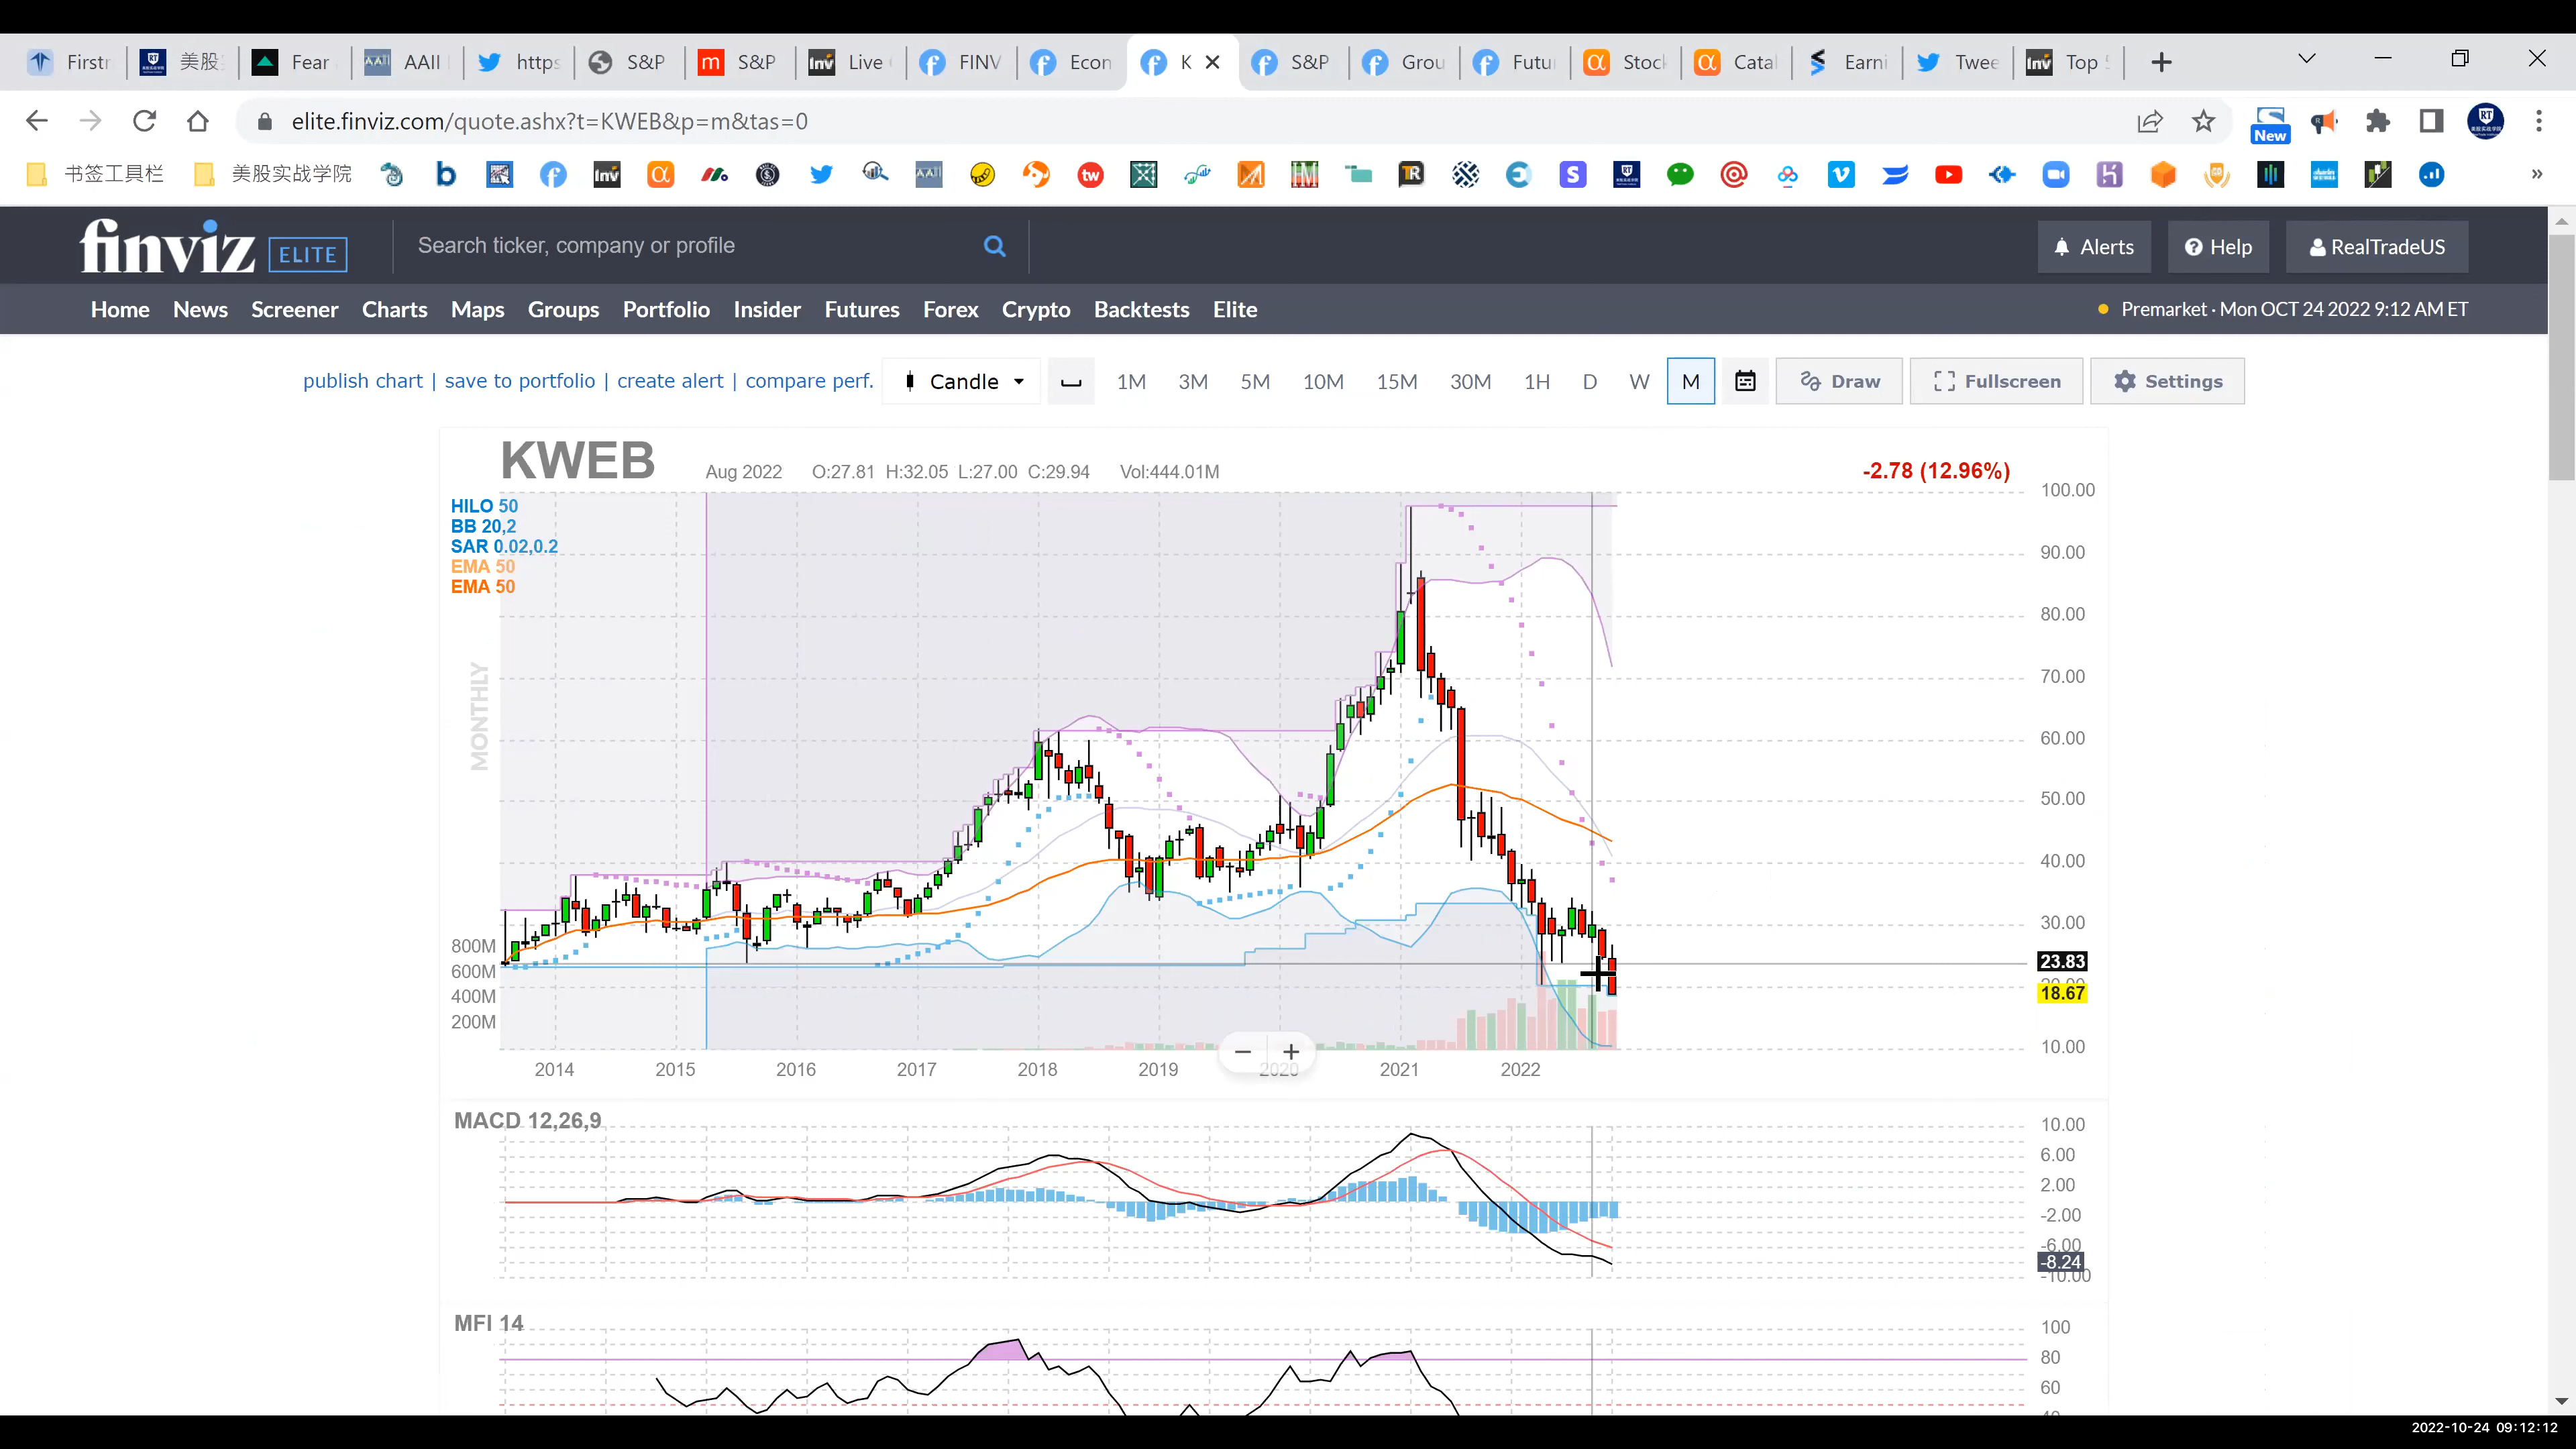 Firstr 美股 Fear AAII https S&P S&P Live FINV Econ K S&P Grou Futur Stock Catal Earni Twee Top
elite.finviz.com/quote.ashx?t=KWEB&p=m&tas=0
New
书签工具栏 美股实战学院
finviz ELITE Search ticker, company or profile Alerts Help RealTradeUS
Home News Screener Charts Maps Groups Portfolio Insider Futures Forex Crypto Backtests Elite Premarket · Mon OCT 24 2022 9:12 AM ET
publish chart | save to portfolio | create alert | compare perf. Candle 1M 3M 5M 10M 15M 30M 1H D W M Draw Fullscreen Settings
KWEB Aug 2022 O:27.81 H:32.05 L:27.00 C:29.94 Vol:444.01M -2.78 (12.96%)
100.00
HILO 50
BB 20,2
SAR 0.02,0.2
90.00
EMA 50
EMA 50
80.00
70.00
MONTHLY
60.00
50.00
40.00
30.00
800M
23.83
600M
18.67
400M
200M
10.00
2014 2015 2016 2017 2018 2019 2020 2021 2022
MACD 12,26,9
10.00
6.00
2.00
-2.00
-6.00
-8.24
-10.00
MFI 14
100
80
60
2022-10-24 09:12:12